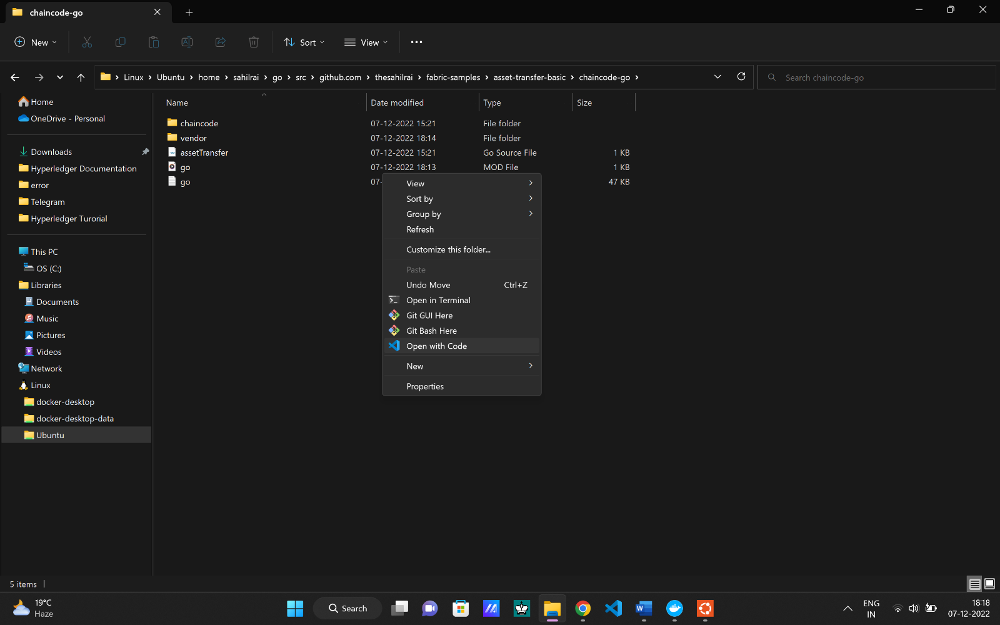 chaincode-go
New
Sort
View
Linux
Ubuntu
home
sahilrai
go
src
github.com
thesahilrai
fabric-samples
asset-transfer-basic
chaincode-go
Search chaincode-go
Home
OneDrive - Personal
Downloads
Hyperledger Documentation
error
Telegram
Hyperledger Turorial
This PC
OS (C:)
Libraries
Documents
Music
Pictures
Videos
Network
Linux
docker-desktop
docker-desktop-data
Ubuntu
Name Date modified Type Size
chaincode 07-12-2022 15:21 File folder
vendor 07-12-2022 18:14 File folder
assetTransfer 07-12-2022 15:21 Go Source File 1 KB
go 07-12-2022 18:13 MOD File 1 KB
go 07- 47 KB
View
Sort by
Group by
Refresh
Customize this folder...
Paste
Undo Move Ctrl+Z
Open in Terminal
Git GUI Here
Git Bash Here
Open with Code
New
Properties
5 items
19°C
Haze
Search
ENG
IN
18:18
07-12-2022